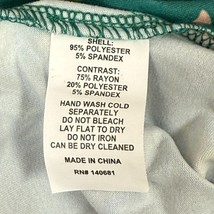 SHELL:
95% POLYESTER
5% SPANDEX
CONTRAST:
75% RAYON
20% POLYESTER
5% SPANDEX
HAND WASH COLD
SEPARATELY
DO NOT BLEACH
LAY FLAT TO DRY
DO NOT IRON
CAN BE DRY CLEANED
MADE IN CHINA
RN# 140681